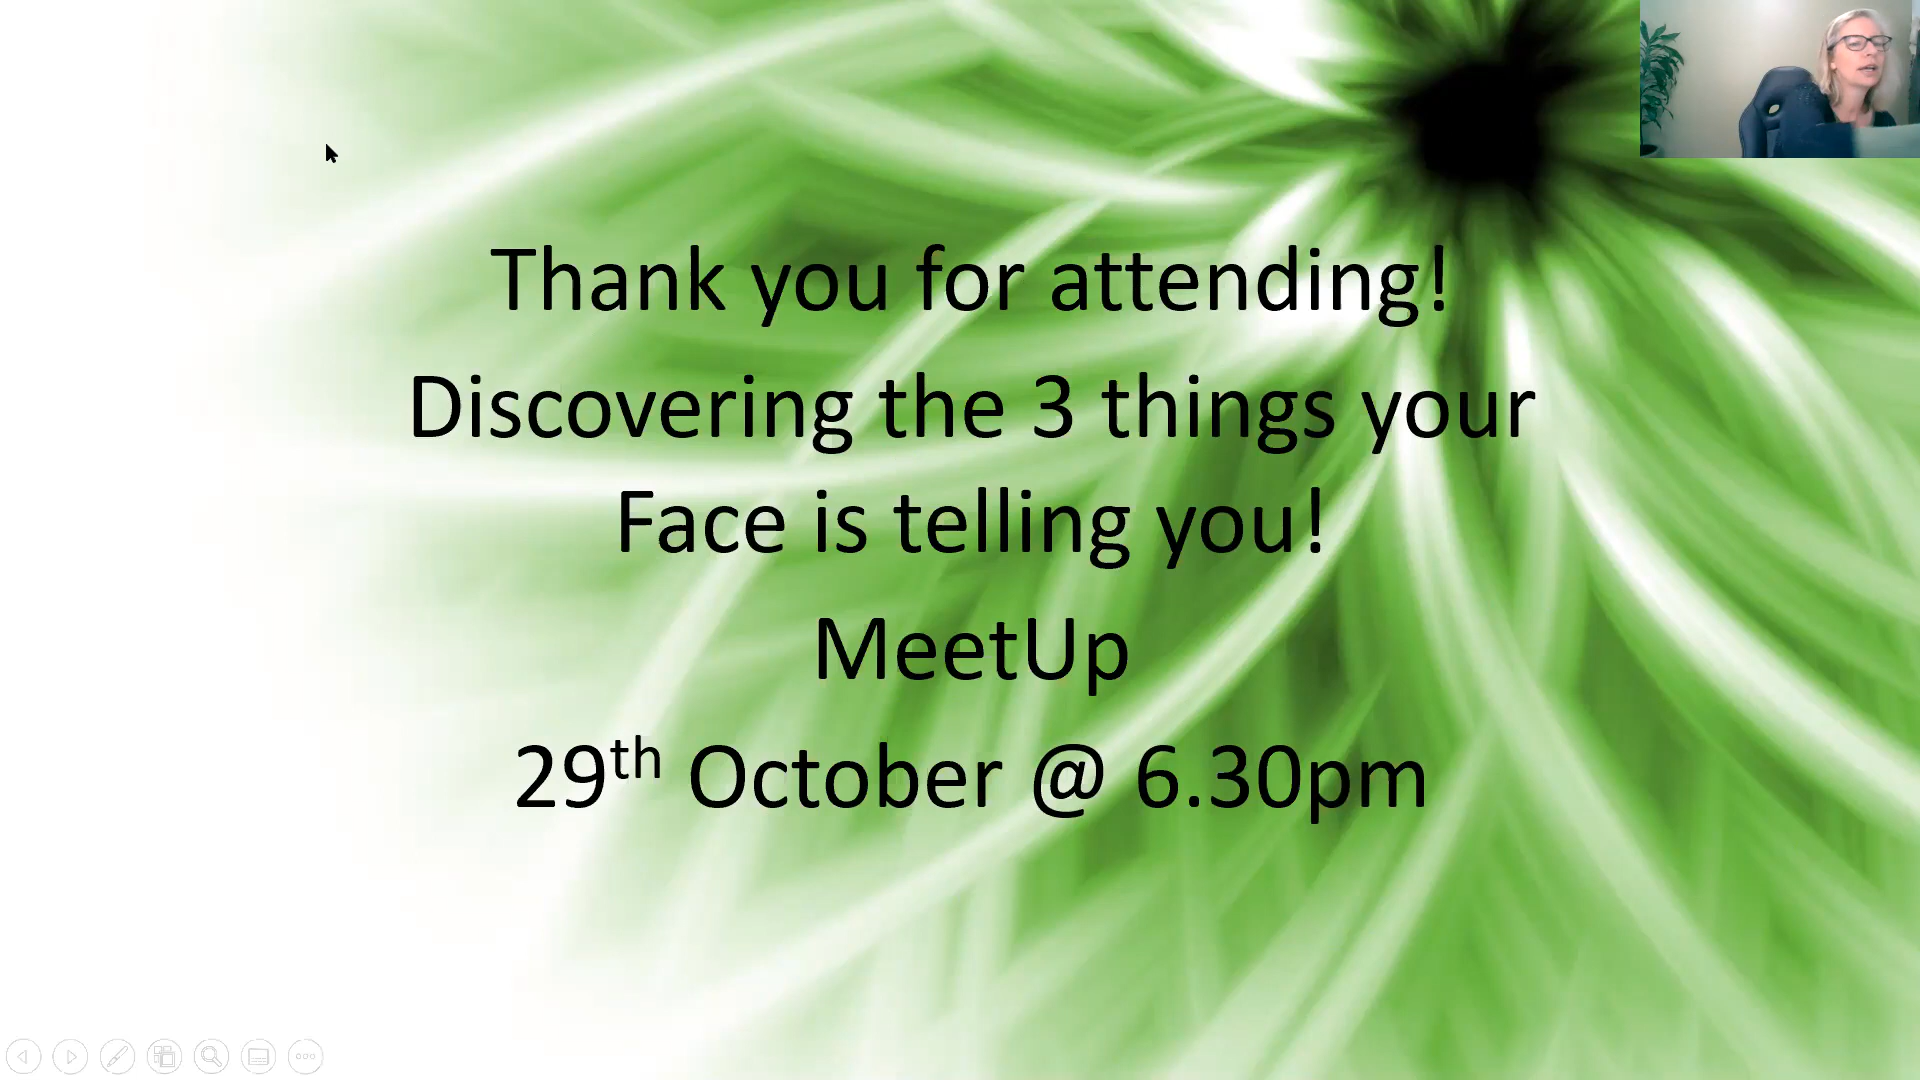 Thank you for attending!
Discovering the 3 things your
Face is telling you!
MeetUp
29th October @ 6.30pm